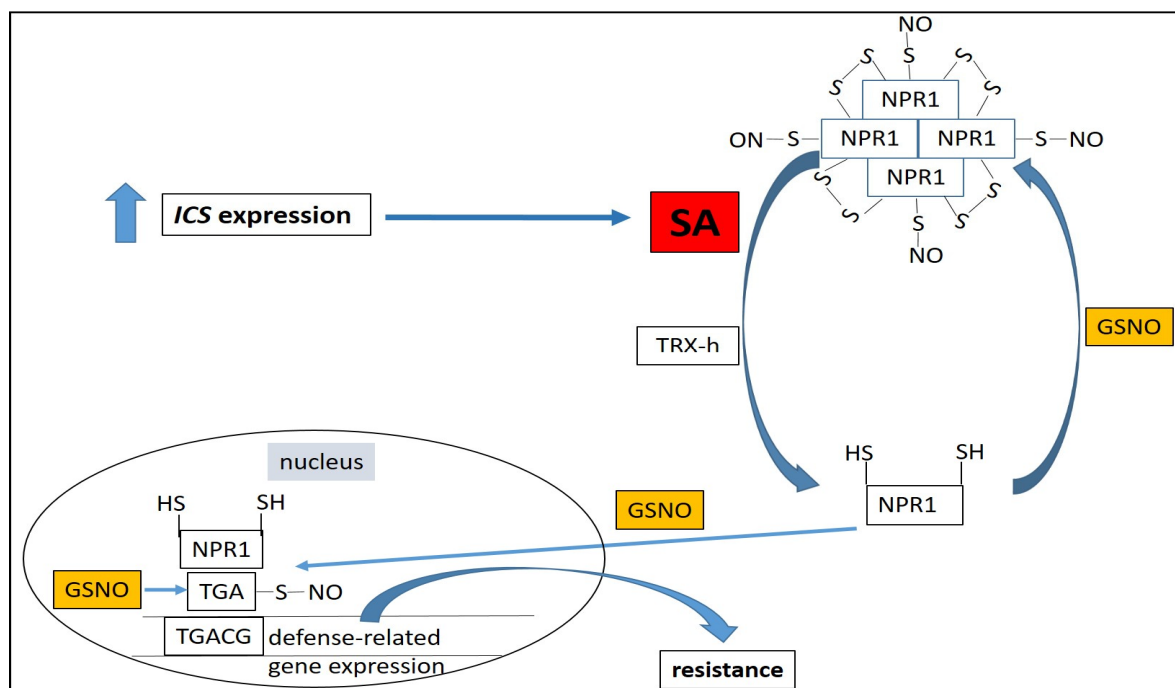 NO
S
S
S
S
S
NPR1
ON
S
NPR1
NPR1
S
NO
NPR1
S
S
S
S
S
NO
ICS expression
SA
TRX-h
GSNO
HS
SH
NPR1
nucleus
GSNO
HS
SH
NPR1
GSNO
TGA
S
NO
TGACG
defense-related
gene expression
resistance